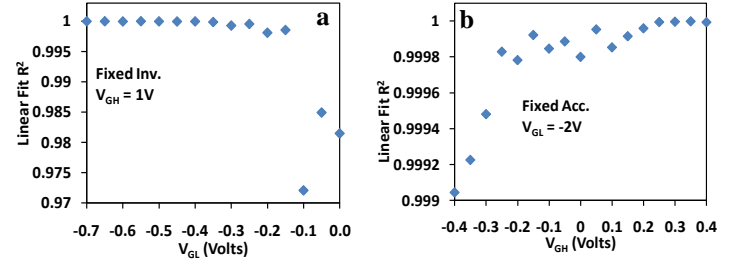 a
1
0.995
0.99
0.985
0.98
0.975
0.97
Linear Fit R²
Fixed Inv.
V_GH = 1V
-0.7 -0.6 -0.5 -0.4 -0.3 -0.2 -0.1 0.0
V_GL (Volts)
b
1
0.9998
0.9996
0.9994
0.9992
0.999
Linear Fit R²
Fixed Acc.
V_GL = -2V
-0.4 -0.3 -0.2 -0.1 0 0.1 0.2 0.3 0.4
V_GH (Volts)